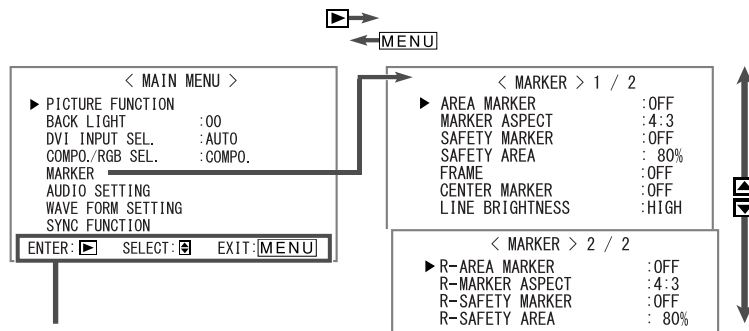 MENU
< MAIN MENU >
▶ PICTURE FUNCTION
BACK LIGHT :00
DVI INPUT SEL. :AUTO
COMPO./RGB SEL. :COMPO.
MARKER
AUDIO SETTING
WAVE FORM SETTING
SYNC FUNCTION
ENTER:▶ SELECT:⬍ EXIT:MENU
< MARKER > 1 / 2
▶ AREA MARKER :OFF
MARKER ASPECT :4:3
SAFETY MARKER :OFF
SAFETY AREA : 80%
FRAME :OFF
CENTER MARKER :OFF
LINE BRIGHTNESS :HIGH
< MARKER > 2 / 2
▶R-AREA MARKER :OFF
R-MARKER ASPECT :4:3
R-SAFETY MARKER :OFF
R-SAFETY AREA : 80%